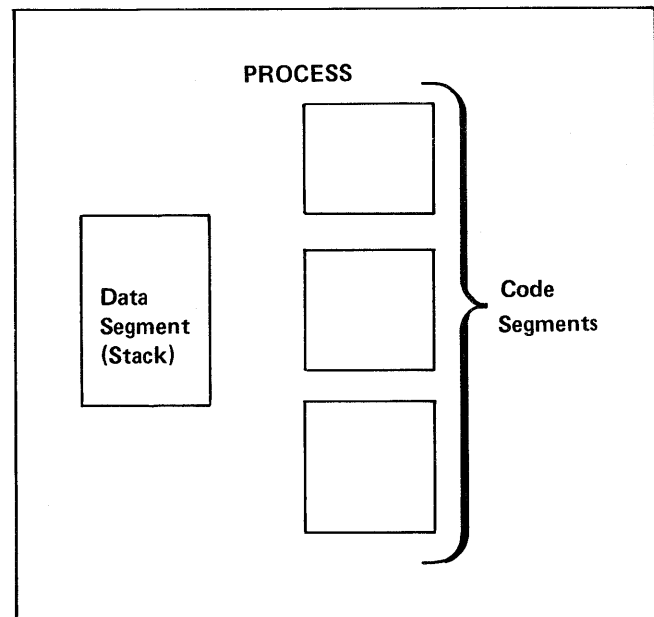 PROCESS
Data
Segment
(Stack)
Code
Segments